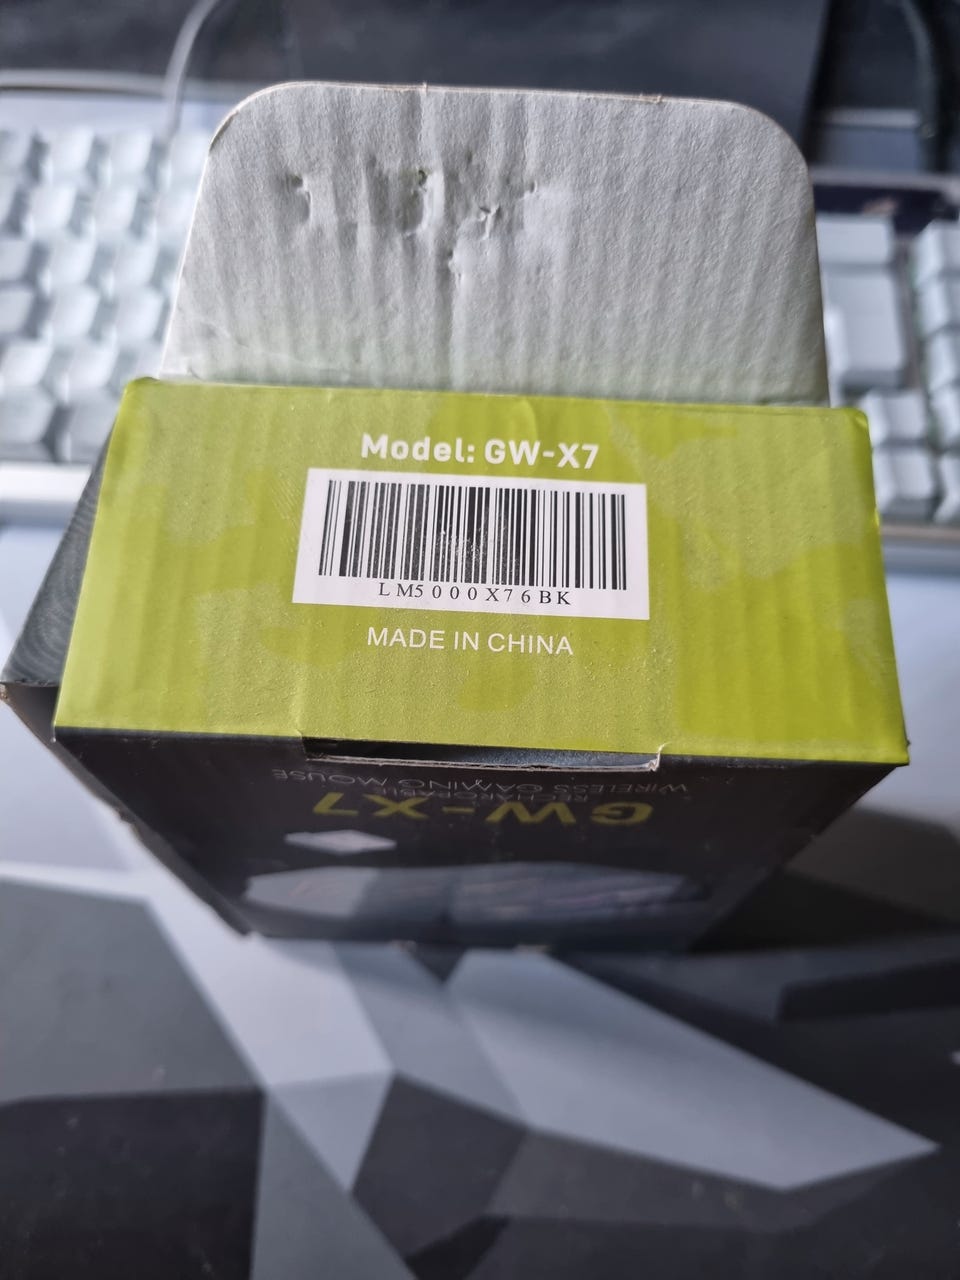 Model: GW-X7
LM5000X76BK
MADE IN CHINA
GW-X7
RECHARGEABLE
WIRELESS GAMING MOUSE